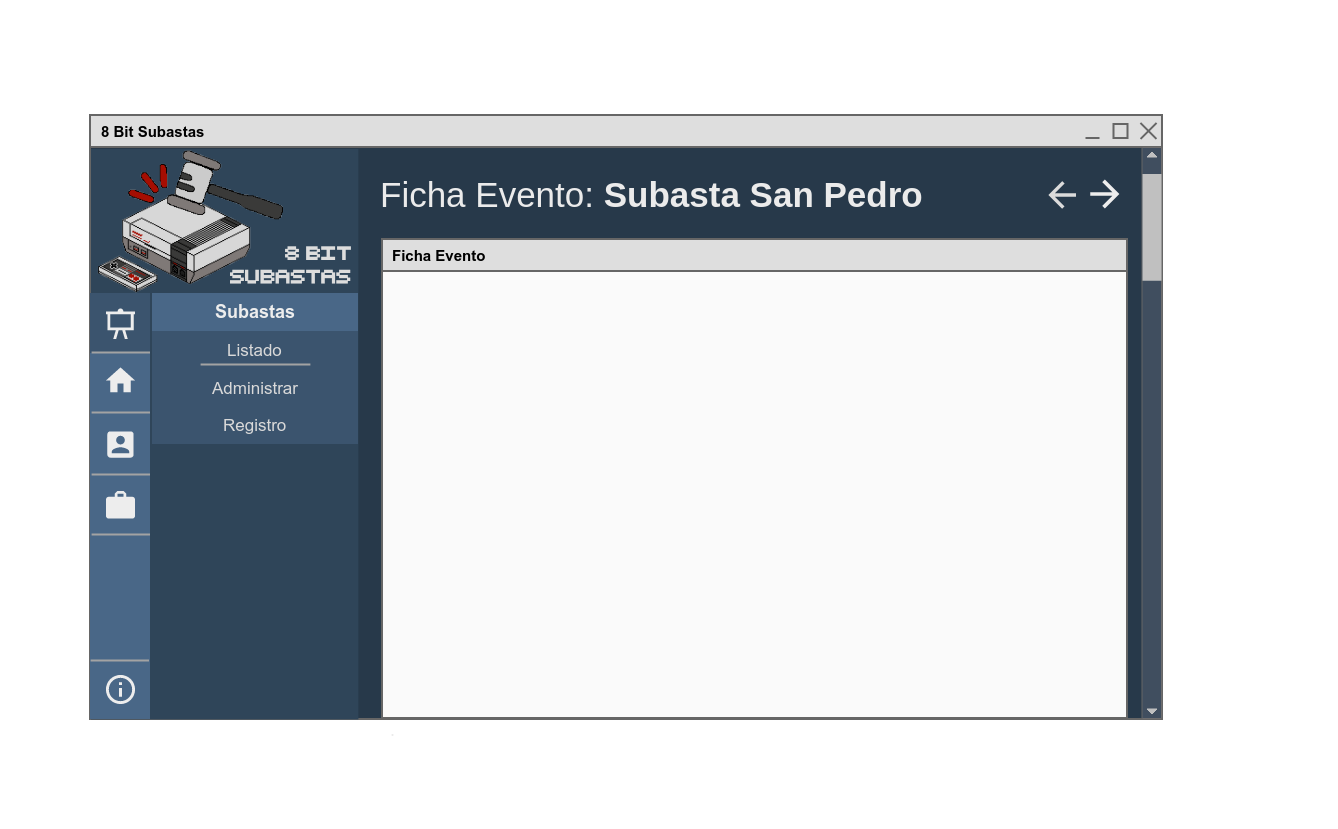 8 Bit Subastas
8 BIT
SUBASTAS
Ficha Evento: Subasta San Pedro
Ficha Evento
Subastas
Listado
Administrar
Registro